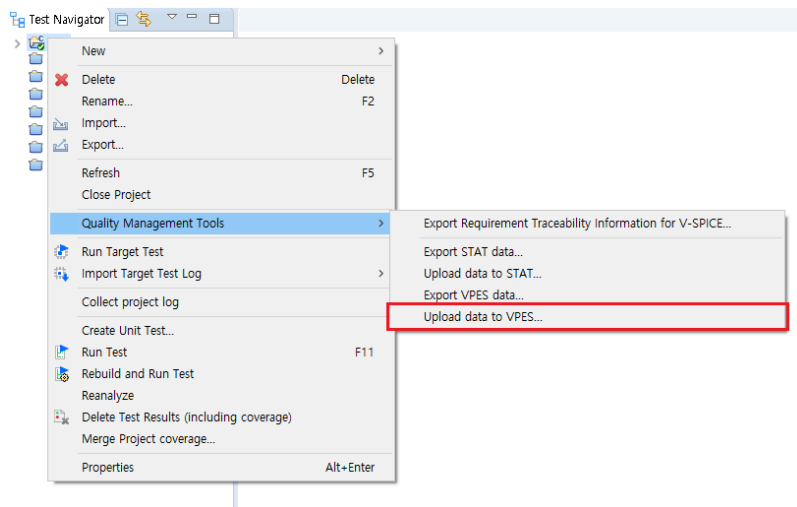 Test Navigator
New
Delete Delete
Rename... F2
Import...
Export...
Refresh F5
Close Project
Quality Management Tools
Export Requirement Traceability Information for V-SPICE...
Export STAT data...
Upload data to STAT...
Export VPES data...
Upload data to VPES...
Run Target Test
Import Target Test Log
Collect project log
Create Unit Test...
Run Test F11
Rebuild and Run Test
Reanalyze
Delete Test Results (including coverage)
Merge Project coverage...
Properties Alt+Enter